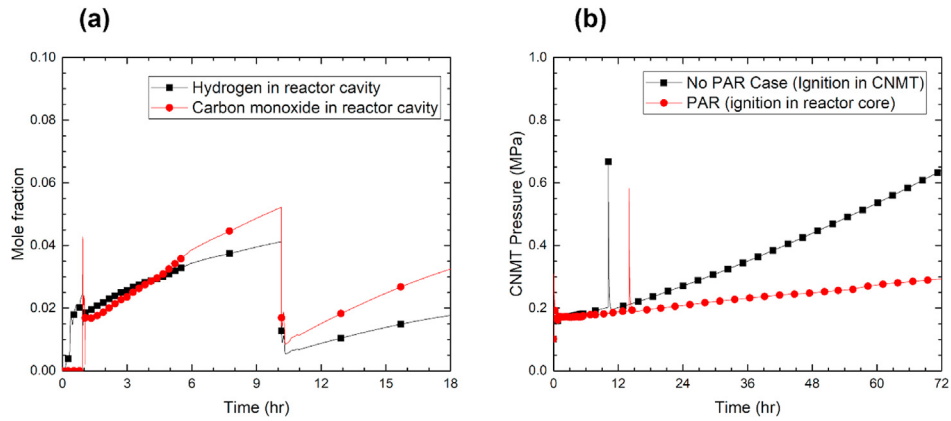 (a)
Mole fraction
0.10
0.08
0.06
0.04
0.02
0.00
Hydrogen in reactor cavity
Carbon monoxide in reactor cavity
0 3 6 9 12 15 18
Time (hr)
(b)
CNMT Pressure (MPa)
1.0
0.8
0.6
0.4
0.2
0.0
No PAR Case (Ignition in CNMT)
PAR (ignition in reactor core)
0 12 24 36 48 60 72
Time (hr)